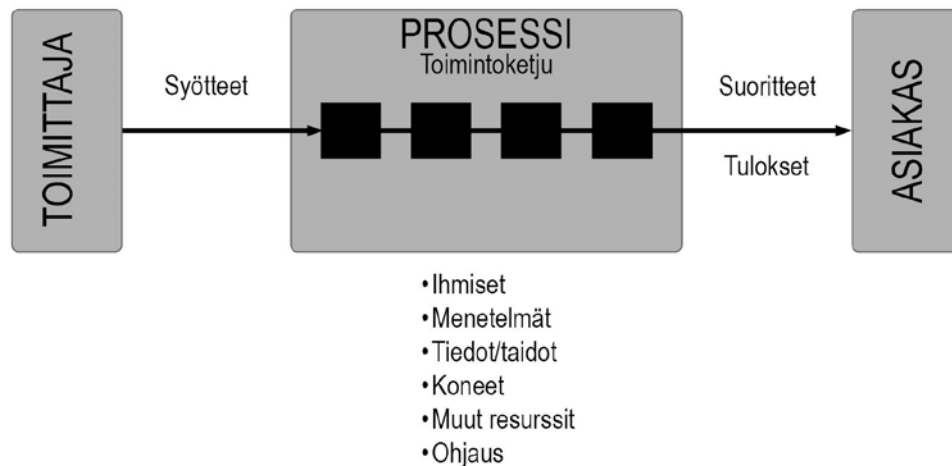 TOIMITTAJA
Syötteet
PROSESSI
Toimintoketju
Suoritteet
Tulokset
ASIAKAS
•Ihmiset
•Menetelmät
•Tiedot/taidot
•Koneet
•Muut resurssit
•Ohjaus